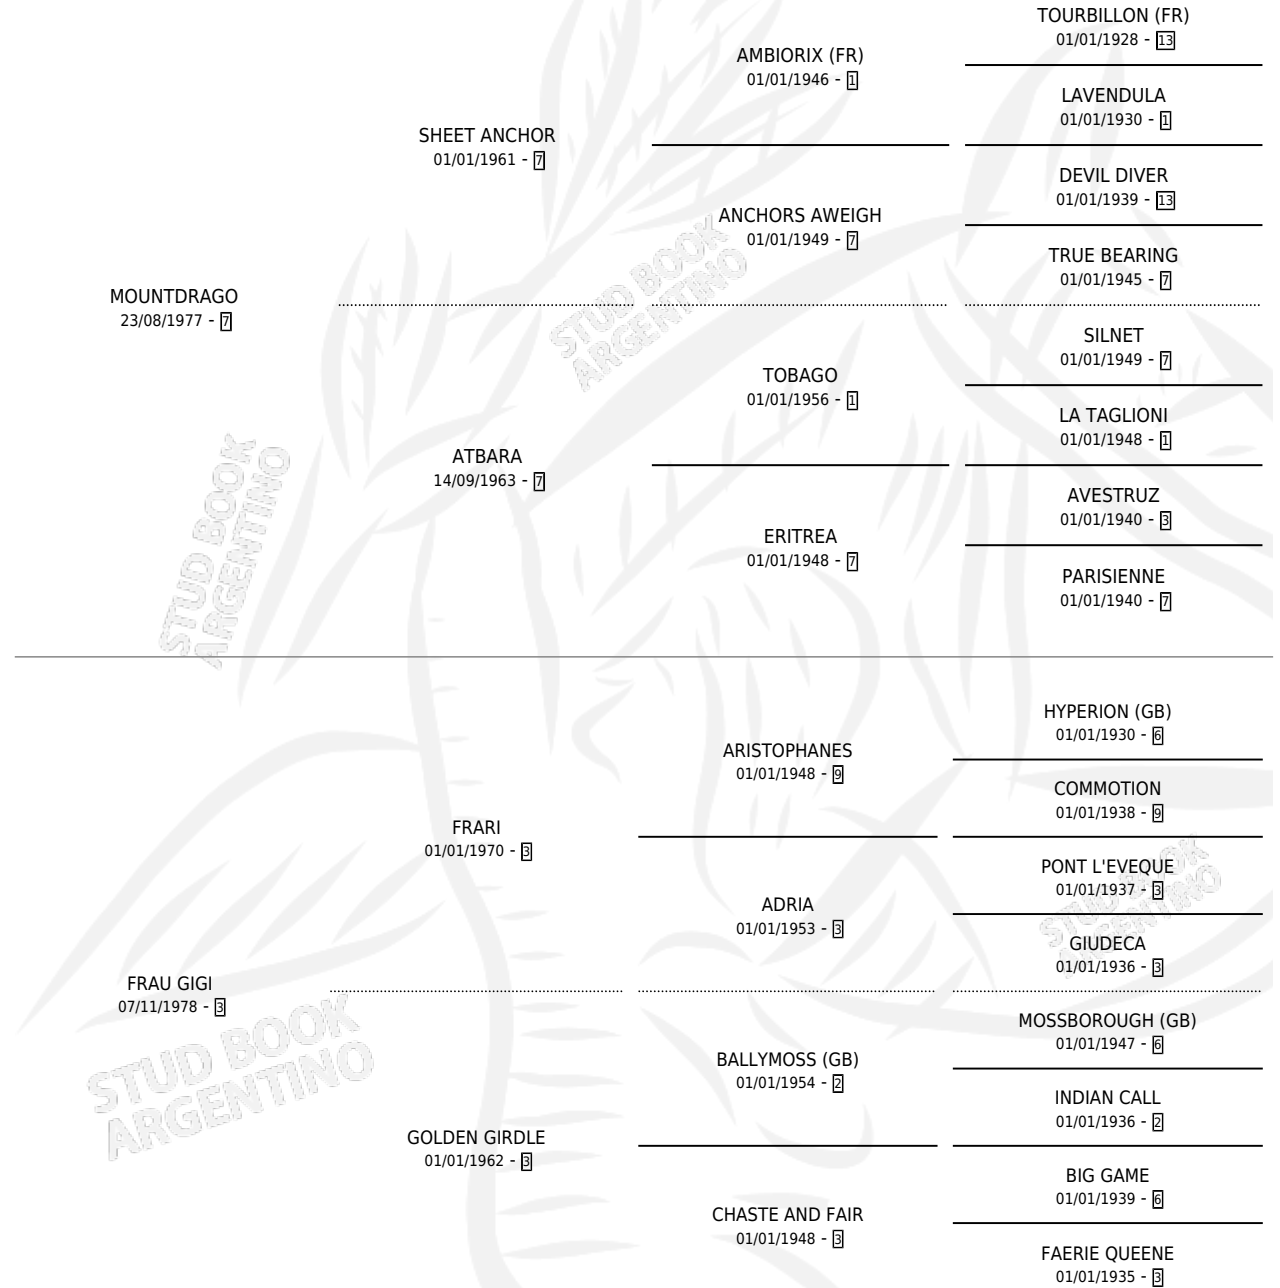 TOURBILLON (FR)
01/01/1928 - 13
AMBIORIX (FR)
01/01/1946 - 1
LAVENDULA
01/01/1930 - 1
SHEET ANCHOR
01/01/1961 - 7
DEVIL DIVER
01/01/1939 - 13
ANCHORS AWEIGH
01/01/1949 - 7
TRUE BEARING
01/01/1945 - 7
MOUNTDRAGO
23/08/1977 - 7
STUD BOOK
ARGENTINO
SILNET
01/01/1949 - 7
TOBAGO
01/01/1956 - 1
LA TAGLIONI
01/01/1948 - 1
ATBARA
14/09/1963 - 7
AVESTRUZ
01/01/1940 - 3
ERITREA
01/01/1948 - 7
PARISIENNE
01/01/1940 - 7
STUD BOOK
ARGENTINO
HYPERION (GB)
01/01/1930 - 6
ARISTOPHANES
01/01/1948 - 9
COMMOTION
01/01/1938 - 9
FRARI
01/01/1970 - 3
PONT L'EVEQUE
01/01/1937 - 3
ADRIA
01/01/1953 - 3
GIUDECA
01/01/1936 - 3
STUD BOOK
ARGENTINO
FRAU GIGI
07/11/1978 - 3
MOSSBOROUGH (GB)
01/01/1947 - 6
BALLYMOSS (GB)
01/01/1954 - 2
INDIAN CALL
01/01/1936 - 2
STUD BOOK
ARGENTINO
GOLDEN GIRDLE
01/01/1962 - 3
BIG GAME
01/01/1939 - 6
CHASTE AND FAIR
01/01/1948 - 3
FAERIE QUEENE
01/01/1935 - 3